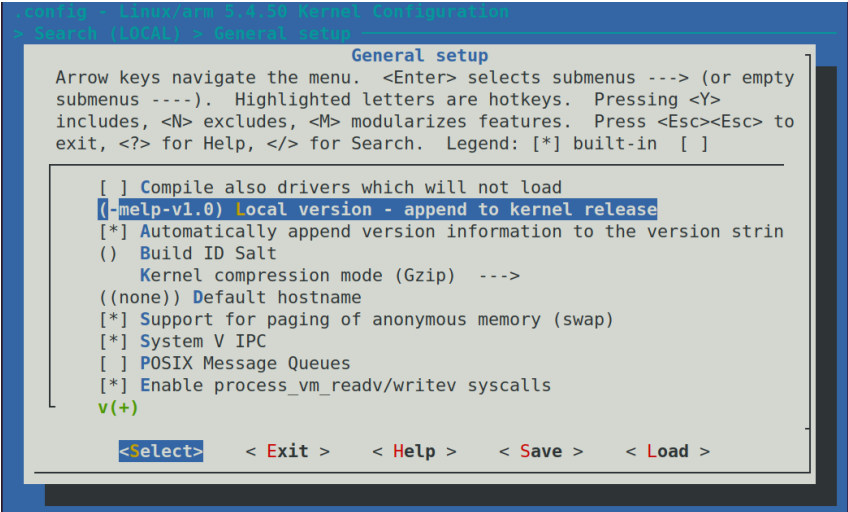 .config - Linux/arm 5.4.50 Kernel Configuration
> Search (LOCAL) > General setup
General setup
Arrow keys navigate the menu.  <Enter> selects submenus ---> (or empty
submenus ----).  Highlighted letters are hotkeys.  Pressing <Y>
includes, <N> excludes, <M> modularizes features.  Press <Esc><Esc> to
exit, <?> for Help, </> for Search.  Legend: [*] built-in  [ ]
[ ] Compile also drivers which will not load
(-melp-v1.0) Local version - append to kernel release
[*] Automatically append version information to the version strin
()  Build ID Salt
Kernel compression mode (Gzip)  --->
((none)) Default hostname
[*] Support for paging of anonymous memory (swap)
[*] System V IPC
[ ] POSIX Message Queues
[*] Enable process_vm_readv/writev syscalls
v(+)
<Select>    < Exit >    < Help >    < Save >    < Load >